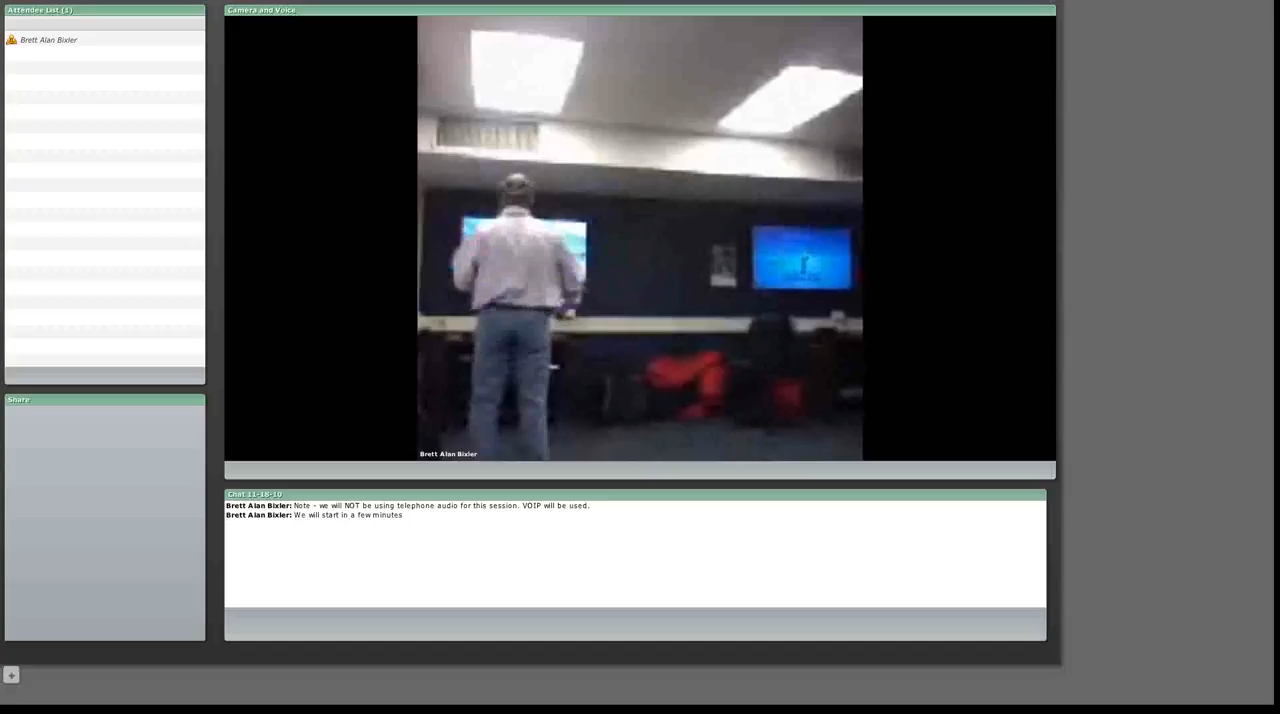 Attendee List (1)
Brett Alan Bixler
Camera and Voice
Brett Alan Bixler
Share
Chat 11-18-10
Brett Alan Bixler: Note - we will NOT be using telephone audio for this session. VOIP will be used.
Brett Alan Bixler: We will start in a few minutes